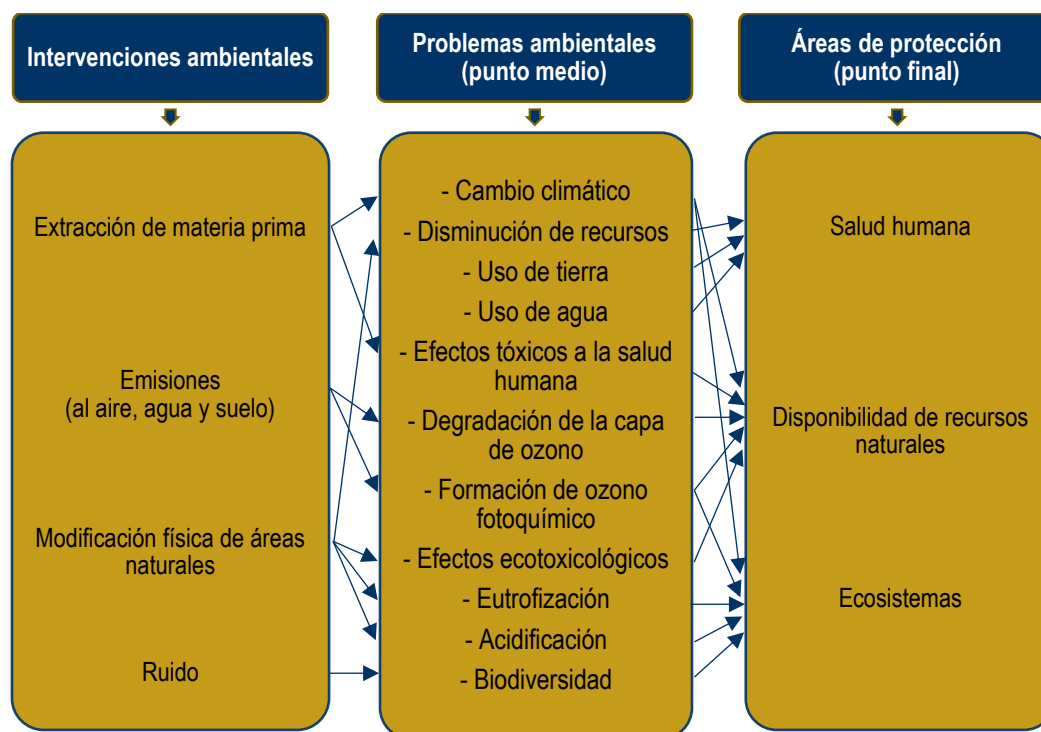 Intervenciones ambientales
Problemas ambientales
(punto medio)
Áreas de protección
(punto final)
Extracción de materia prima
Emisiones
(al aire, agua y suelo)
Modificación física de áreas
naturales
Ruido
- Cambio climático
- Disminución de recursos
- Uso de tierra
- Uso de agua
- Efectos tóxicos a la salud
humana
- Degradación de la capa
de ozono
- Formación de ozono
fotoquímico
- Efectos ecotoxicológicos
- Eutrofización
- Acidificación
- Biodiversidad
Salud humana
Disponibilidad de recursos
naturales
Ecosistemas